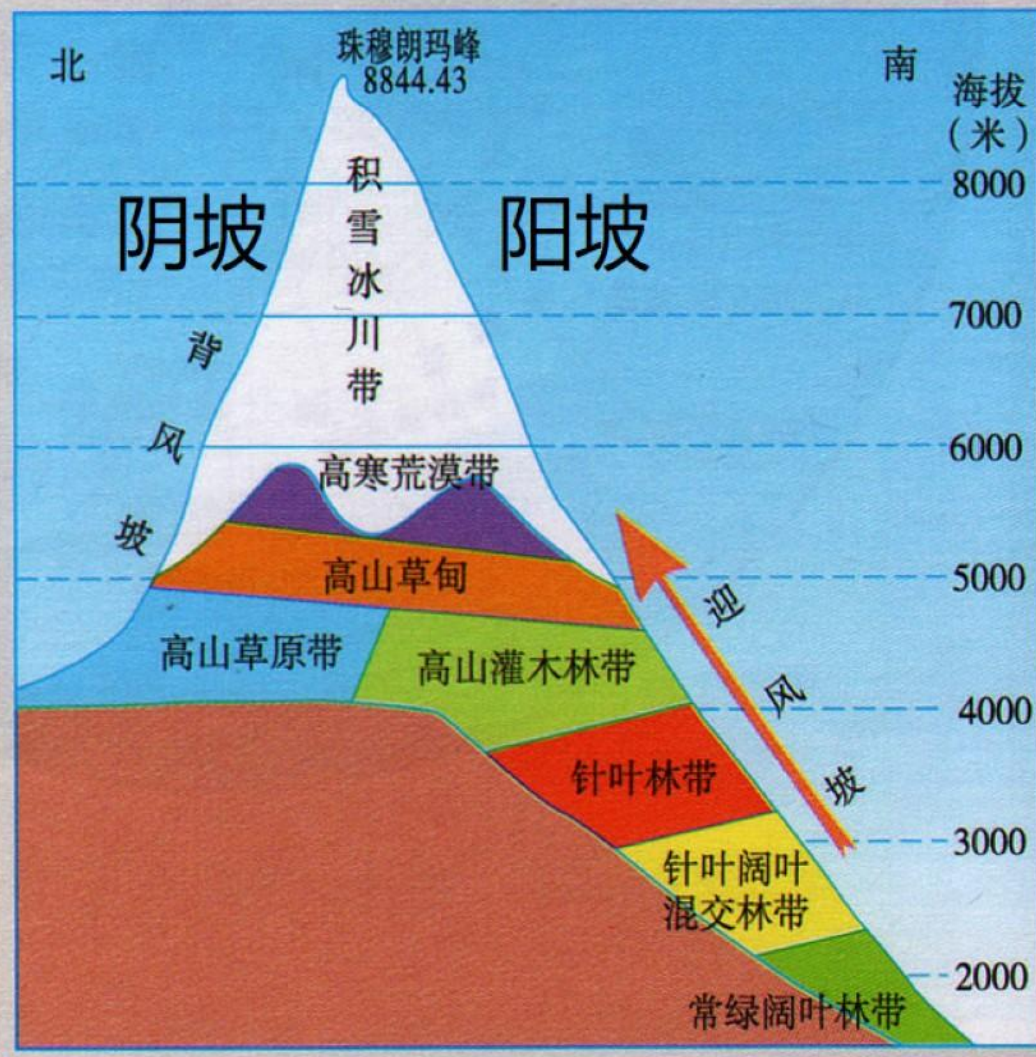 珠穆朗玛峰
8844.43
北
南
海拔
（米）
8000
7000
6000
5000
4000
3000
2000
阴坡
阳坡
积雪冰川带
背风坡
迎风坡
高寒荒漠带
高山草甸
高山草原带
高山灌木林带
针叶林带
针叶阔叶
混交林带
常绿阔叶林带